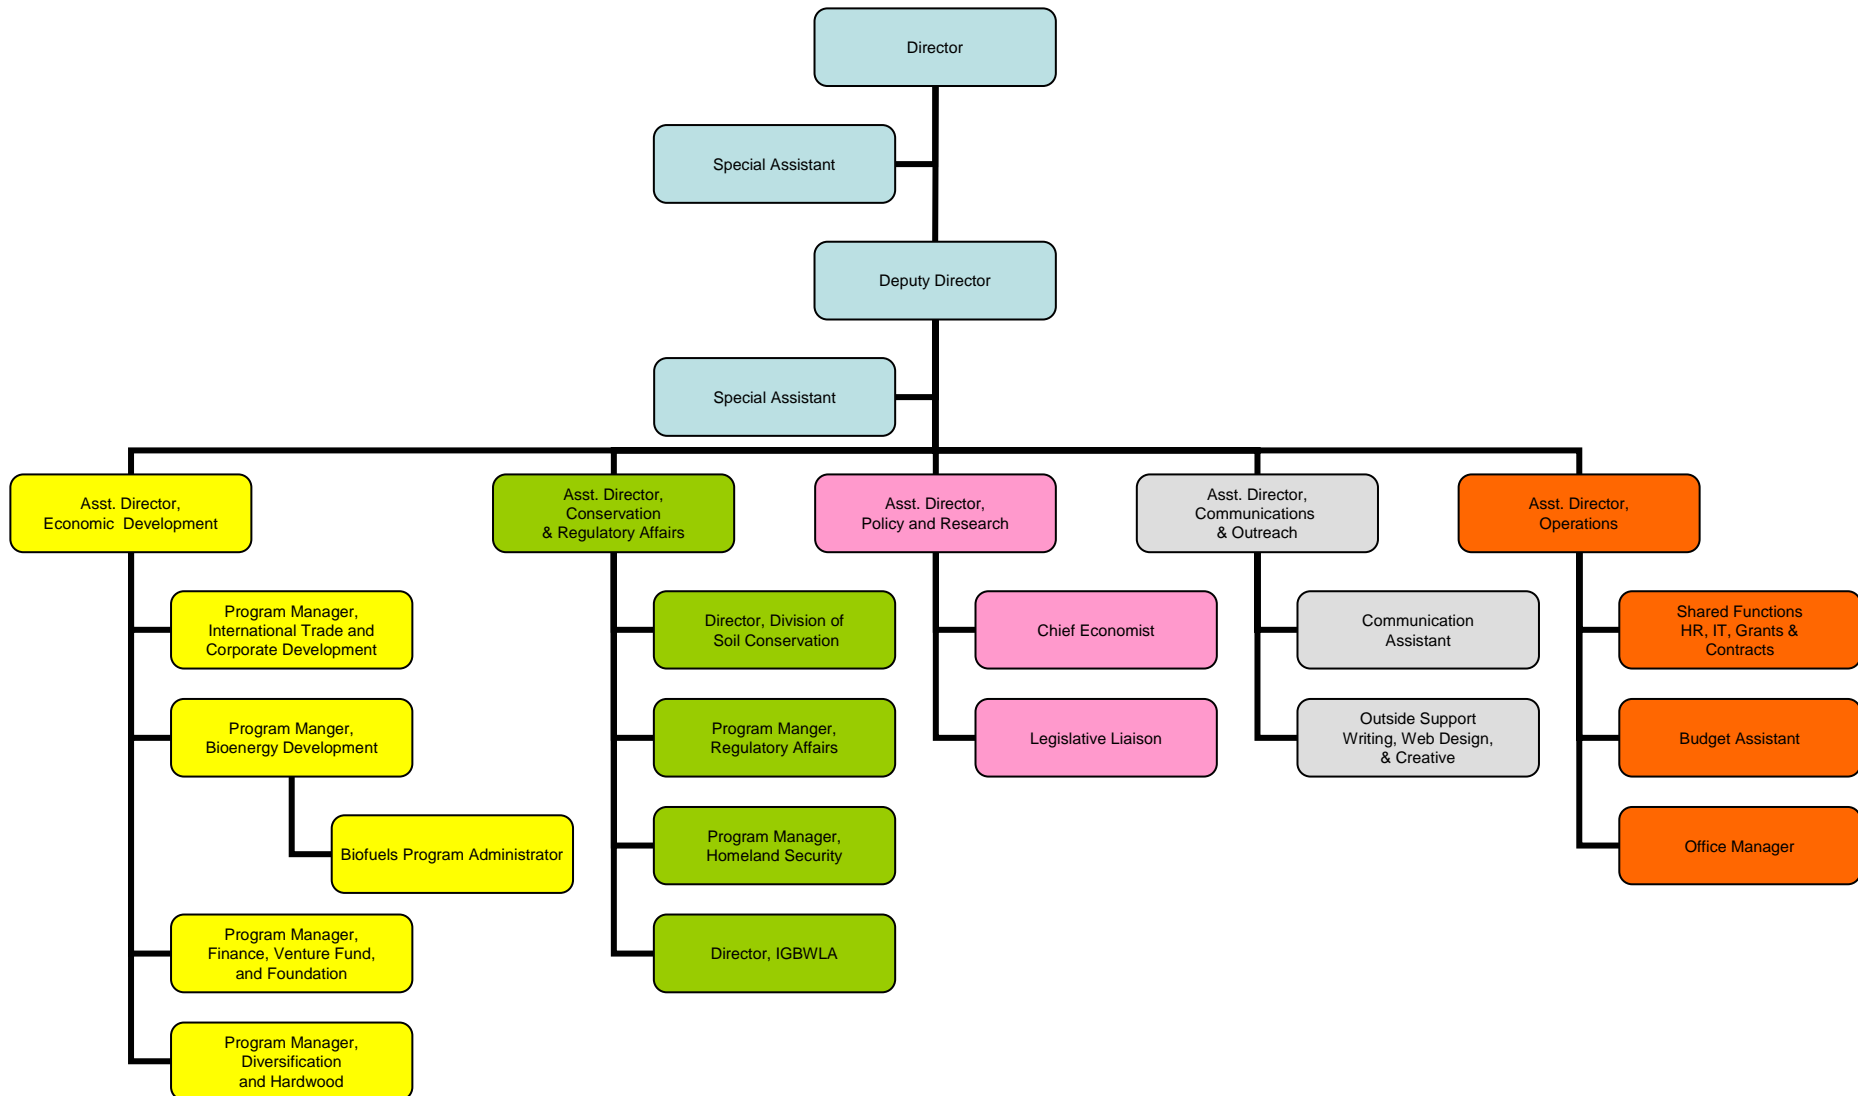 Director
Special Assistant
Deputy Director
Special Assistant
Asst. Director,
Economic  Development
Asst. Director,
Conservation
& Regulatory Affairs
Asst. Director,
Policy and Research
Asst. Director,
Communications
& Outreach
Asst. Director,
Operations
Program Manager,
International Trade and
Corporate Development
Director, Division of
Soil Conservation
Chief Economist
Communication
Assistant
Shared Functions
HR, IT, Grants &
Contracts
Program Manger,
Bioenergy Development
Program Manger,
Regulatory Affairs
Legislative Liaison
Outside Support
Writing, Web Design,
& Creative
Budget Assistant
Biofuels Program Administrator
Program Manager,
Homeland Security
Office Manager
Program Manager,
Finance, Venture Fund,
and Foundation
Director, IGBWLA
Program Manager,
Diversification
and Hardwood